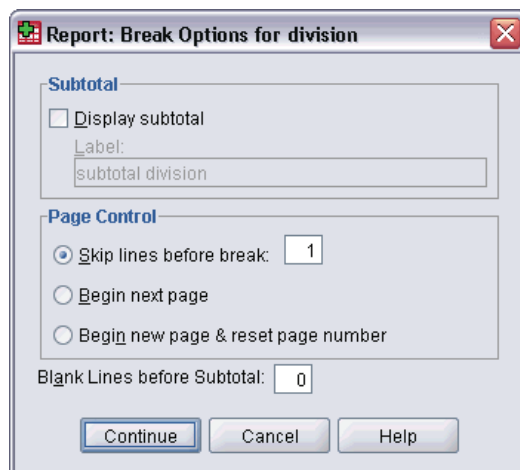 Report: Break Options for division
Subtotal
Display subtotal
Label:
subtotal division
Page Control
Skip lines before break: 1
Begin next page
Begin new page & reset page number
Blank Lines before Subtotal: 0
Continue Cancel Help